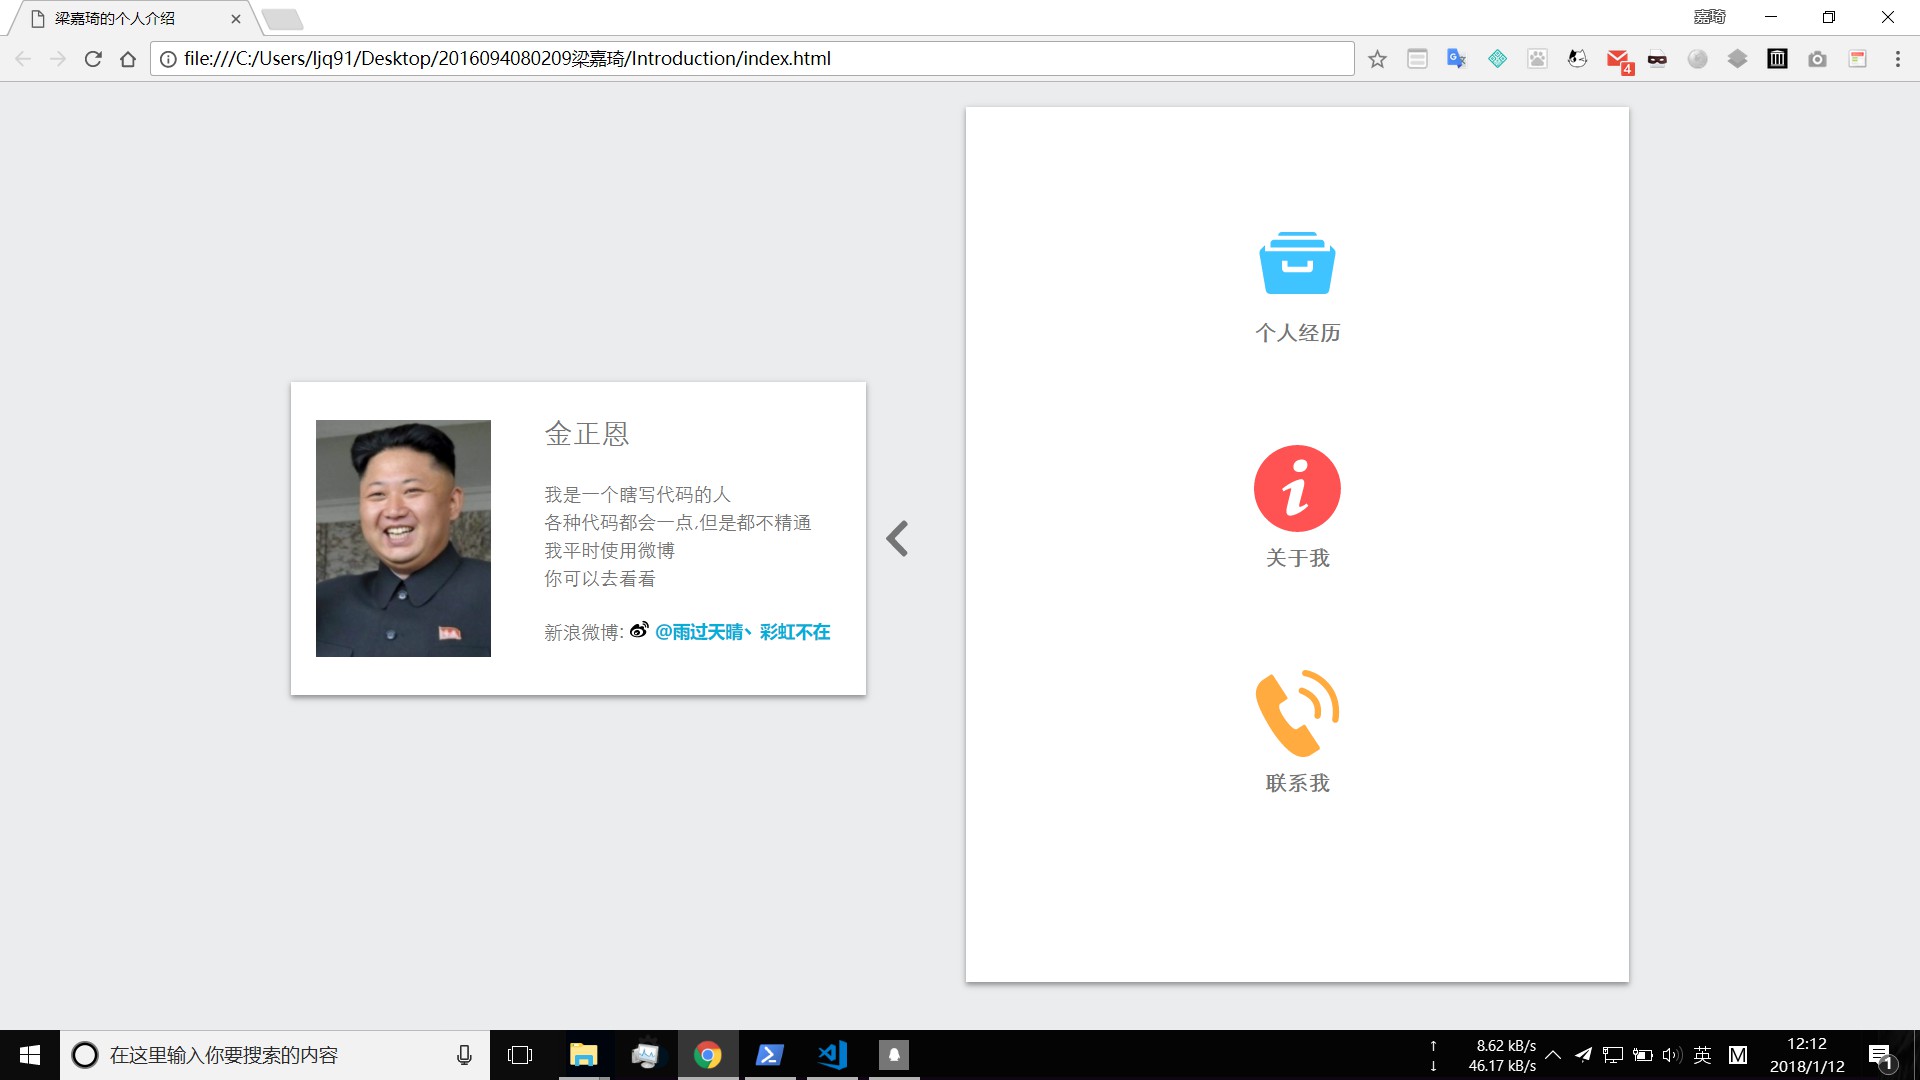 梁嘉琦的个人介绍
嘉琦
file:///C:/Users/ljq91/Desktop/2016094080209梁嘉琦/Introduction/index.html
4
金正恩
我是一个瞎写代码的人
各种代码都会一点,但是都不精通
我平时使用微博
你可以去看看
新浪微博: @雨过天晴丶彩虹不在
个人经历
关于我
联系我
在这里输入你要搜索的内容
8.62 kB/s
46.17 kB/s
英
M
12:12
2018/1/12
1